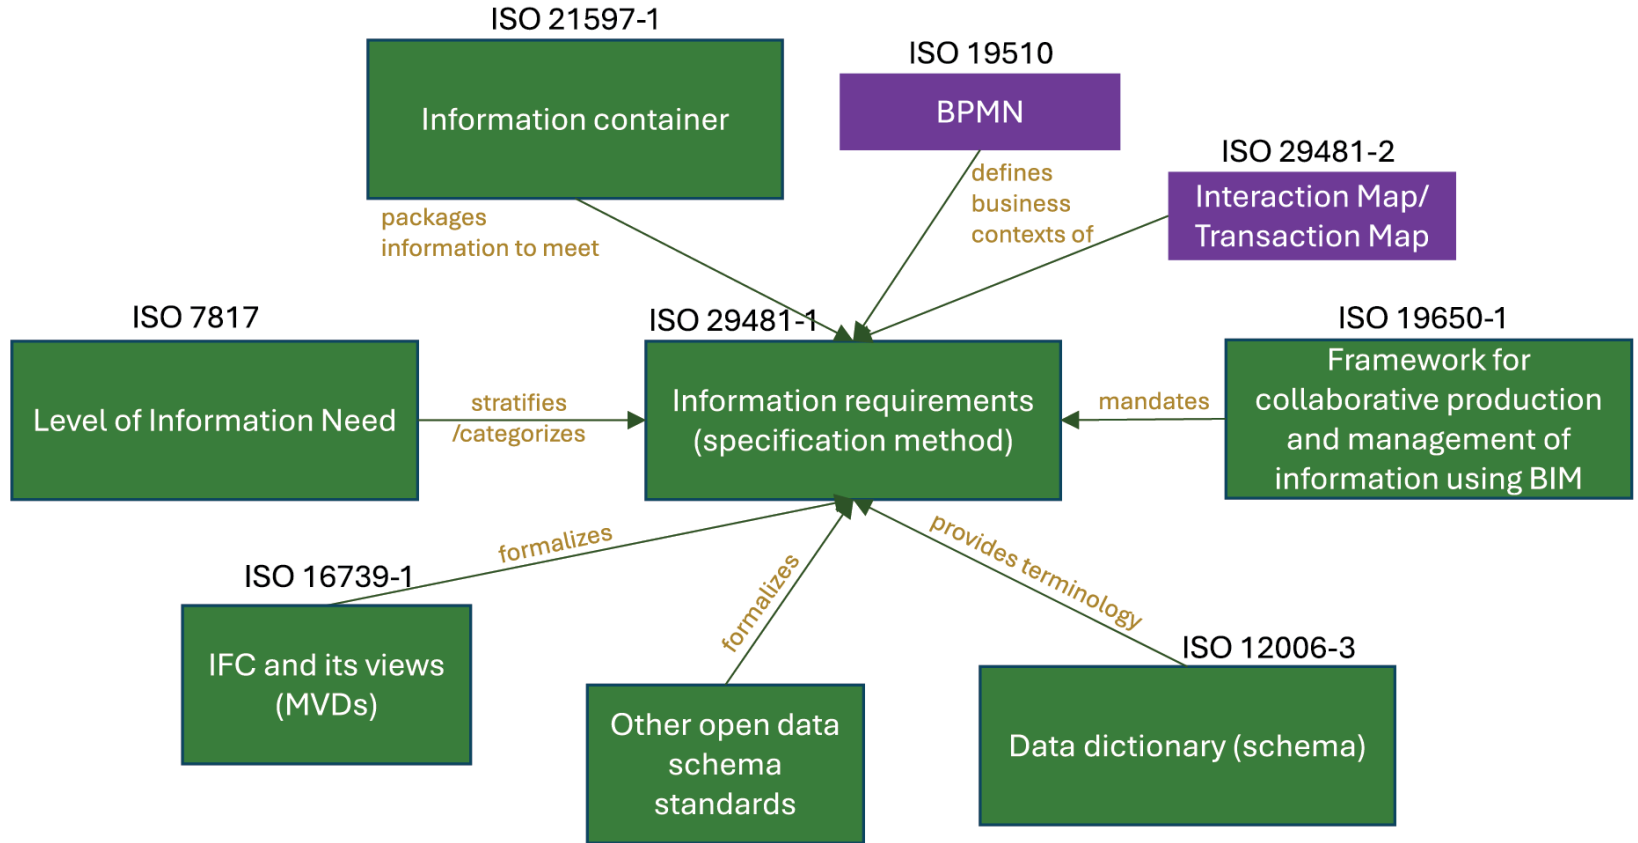 ISO 21597-1
Information container
ISO 19510
BPMN
ISO 29481-2
Interaction Map/
Transaction Map
defines
business
contexts of
packages
information to meet
ISO 7817
Level of Information Need
stratifies
/categorizes
ISO 29481-1
Information requirements
(specification method)
mandates
ISO 19650-1
Framework for
collaborative production
and management of
information using BIM
formalizes
ISO 16739-1
IFC and its views
(MVDs)
formalizes
Other open data
schema
standards
provides terminology
ISO 12006-3
Data dictionary (schema)